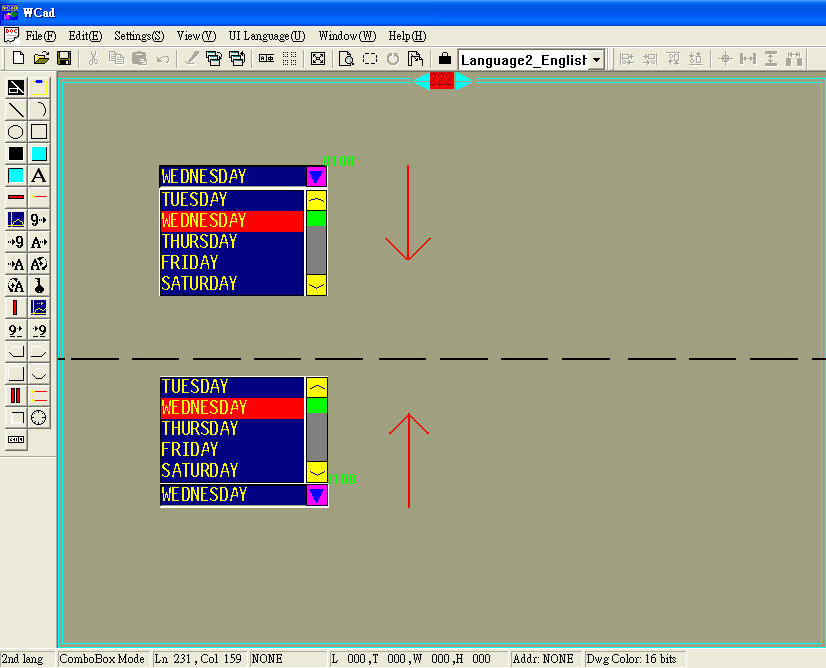 WCad
File(F) Edit(E) Settings(S) View(V) UI Language(U) Window(W) Help(H)
Language2_English
222
0100
WEDNESDAY
TUESDAY
WEDNESDAY
THURSDAY
FRIDAY
SATURDAY
TUESDAY
WEDNESDAY
THURSDAY
FRIDAY
SATURDAY
0100
WEDNESDAY
2nd lang ComboBox Mode Ln 231 , Col 159 NONE L 000 ,T 000 ,W 000 ,H 000 Addr: NONE Dwg Color: 16 bits